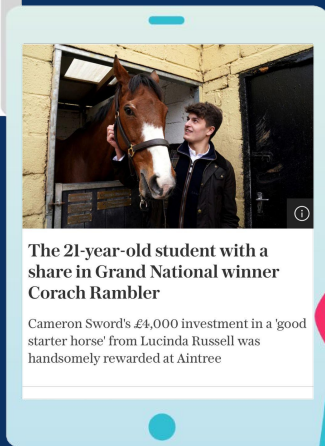 The 21-year-old student with a
share in Grand National winner
Corach Rambler
Cameron Sword's £4,000 investment in a 'good
starter horse' from Lucinda Russell was
handsomely rewarded at Aintree